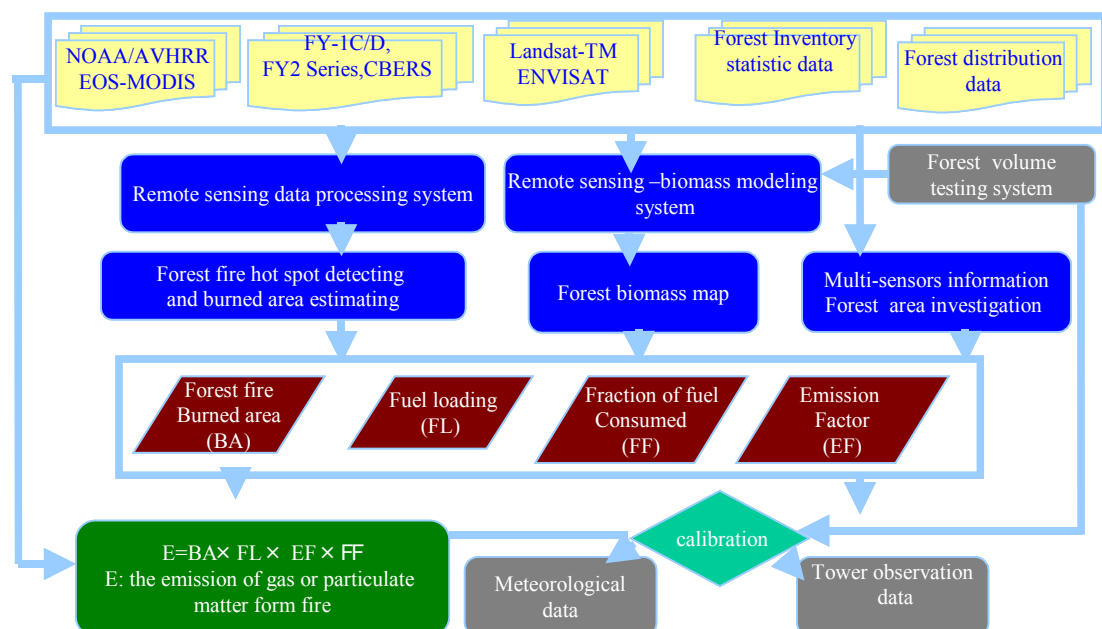 NOAA/AVHRR
EOS-MODIS
FY-1C/D,
FY2 Series,CBERS
Landsat-TM
ENVISAT
Forest Inventory
statistic data
Forest distribution
data
Remote sensing data processing system
Remote sensing –biomass modeling
system
Forest volume
testing system
Forest fire hot spot detecting
and burned area estimating
Forest biomass map
Multi-sensors information
Forest area investigation
Forest fire
Burned area
(BA)
Fuel loading
(FL)
Fraction of fuel
Consumed
(FF)
Emission
Factor
(EF)
E=BA× FL × EF × FF
E: the emission of gas or particulate
matter form fire
calibration
Meteorological
data
Tower observation
data